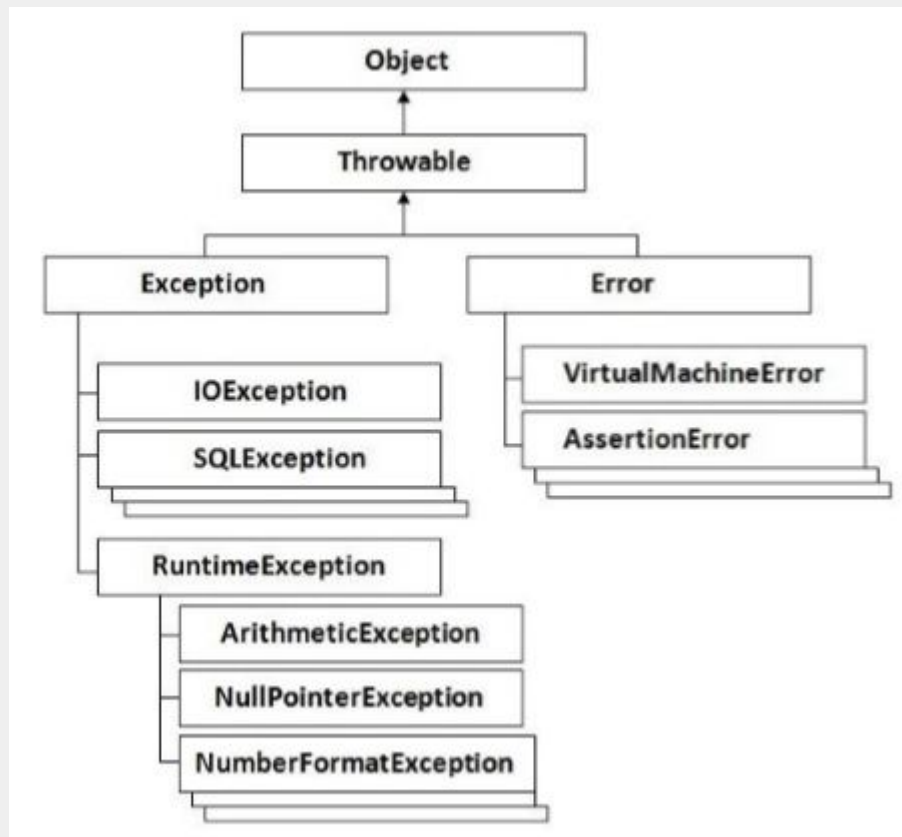 Object
Throwable
Exception
Error
IOException
SQLException
RuntimeException
ArithmeticException
NullPointerException
NumberFormatException
VirtualMachineError
AssertionError